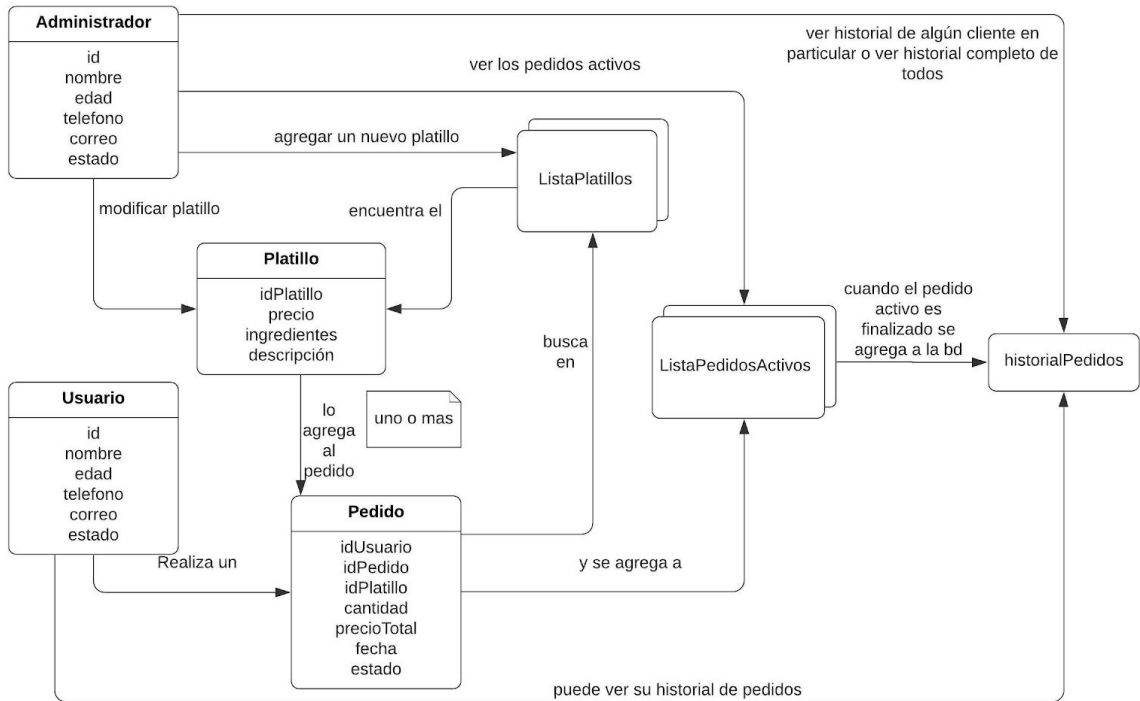 Administrador
id
nombre
edad
telefono
correo
estado
ver historial de algún cliente en
particular o ver historial completo de
todos
ver los pedidos activos
agregar un nuevo platillo
ListaPlatillos
modificar platillo
encuentra el
Platillo
idPlatillo
precio
ingredientes
descripción
busca
en
ListaPedidosActivos
cuando el pedido
activo es
finalizado se
agrega a la bd
historialPedidos
Usuario
id
nombre
edad
telefono
correo
estado
lo
agrega
al
pedido
uno o mas
Realiza un
Pedido
idUsuario
idPedido
idPlatillo
cantidad
precioTotal
fecha
estado
y se agrega a
puede ver su historial de pedidos